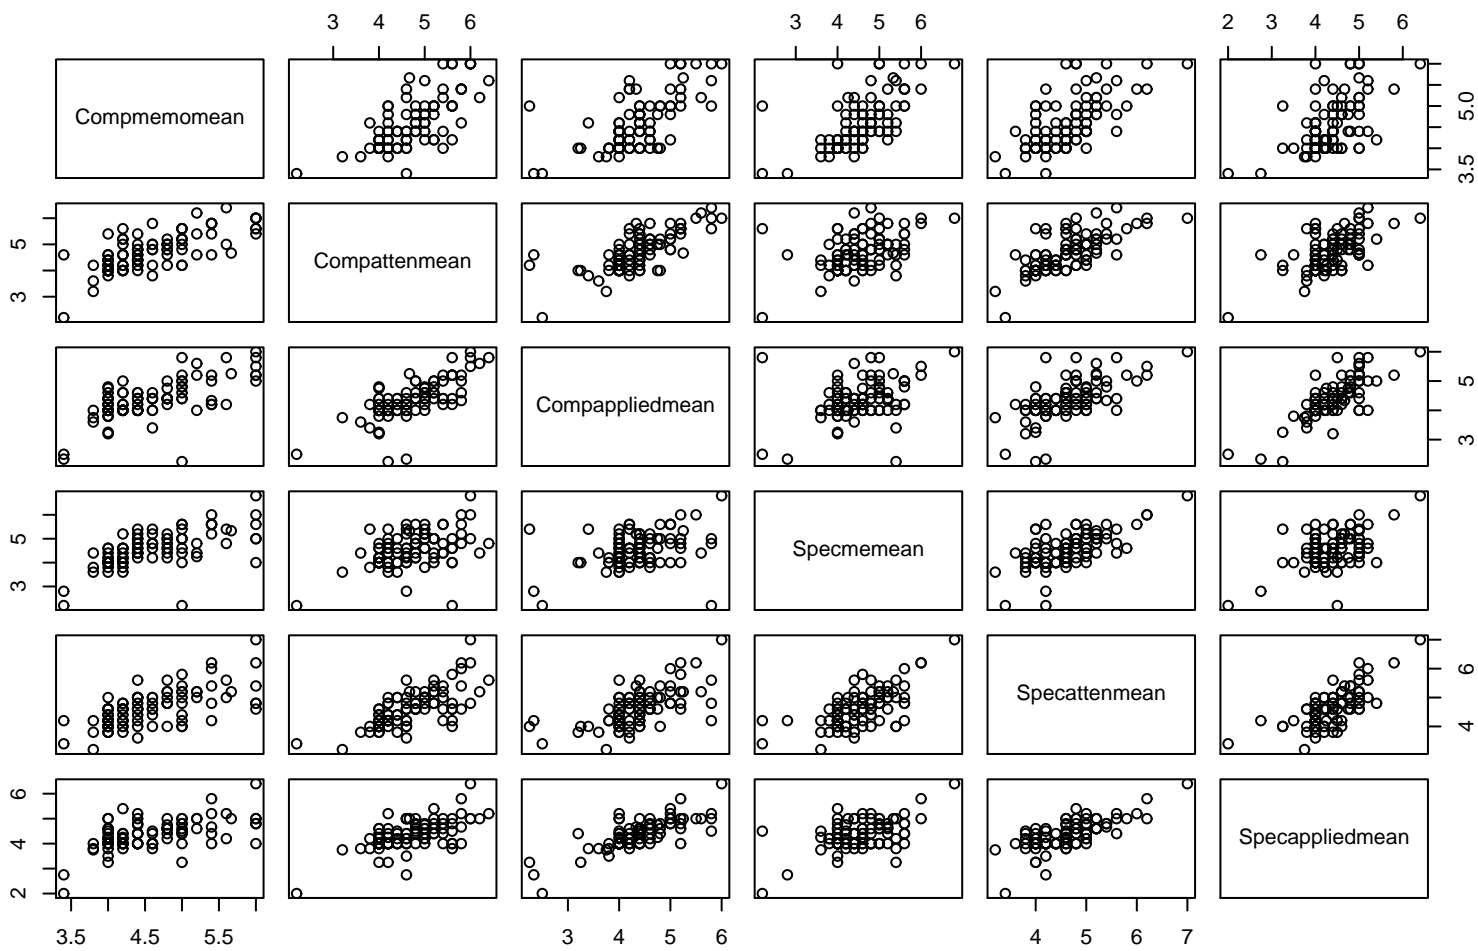 3 4 5 6 3 4 5 6 2 3 4 5 6
Compmemomean 3.5 5.0
3 5 Compattenmean
Compappliedmean 3 5
3 5 Specmemean
Specattenmean 4 6
2 4 6 Specappliedmean
3.5 4.5 5.5 3 4 5 6 4 5 6 7